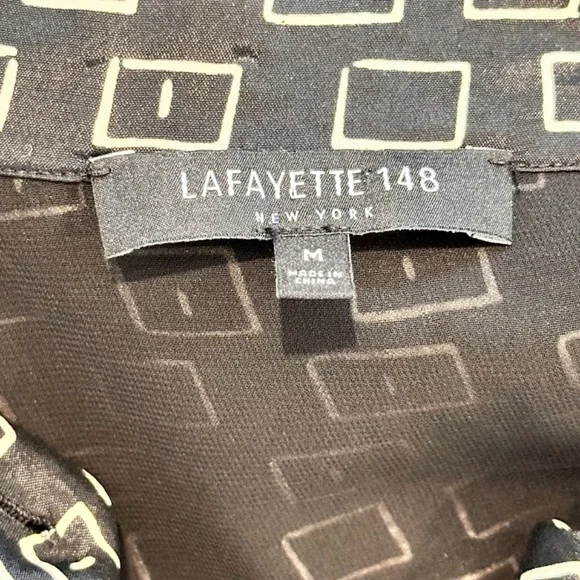 LAFAYETTE 148
NEW YORK
M
MADE IN
CHINA